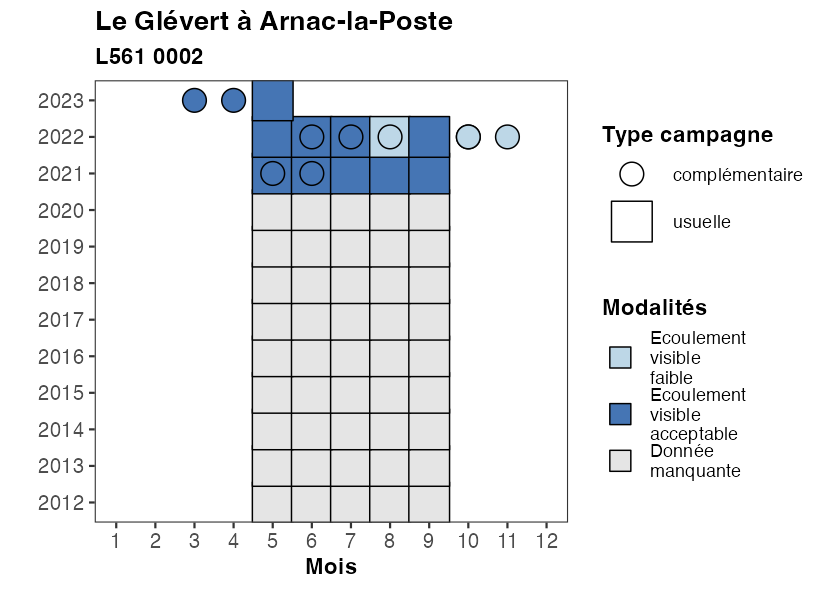 Le Glévert à Arnac-la-Poste
L561 0002
2023
2022
2021
2020
2019
2018
2017
2016
2015
2014
2013
2012
1 2 3 4 5 6 7 8 9 10 11 12
Mois
Type campagne
complémentaire
usuelle
Modalités
Ecoulement
visible
faible
Ecoulement
visible
acceptable
Donnée
manquante